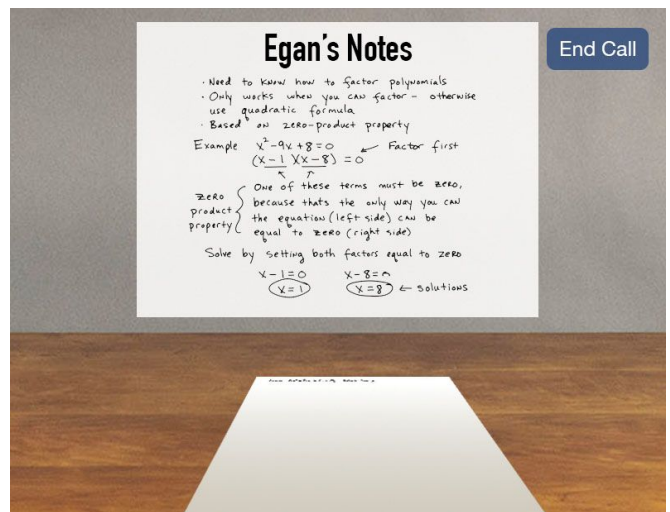 Egan's Notes
End Call
· Need to know how to factor polynomials
· Only works when you can factor - otherwise
use quadratic formula
· Based on zero-product property
Example x²-9x+8=0 ← Factor first
(x-1)(x-8) = 0
zero
product
property
One of these terms must be zero,
because thats the only way you can
the equation (left side) can be
equal to zero (right side)
Solve by setting both factors equal to zero
x-1=0 x-8=0
x=1 x=8 ← solutions